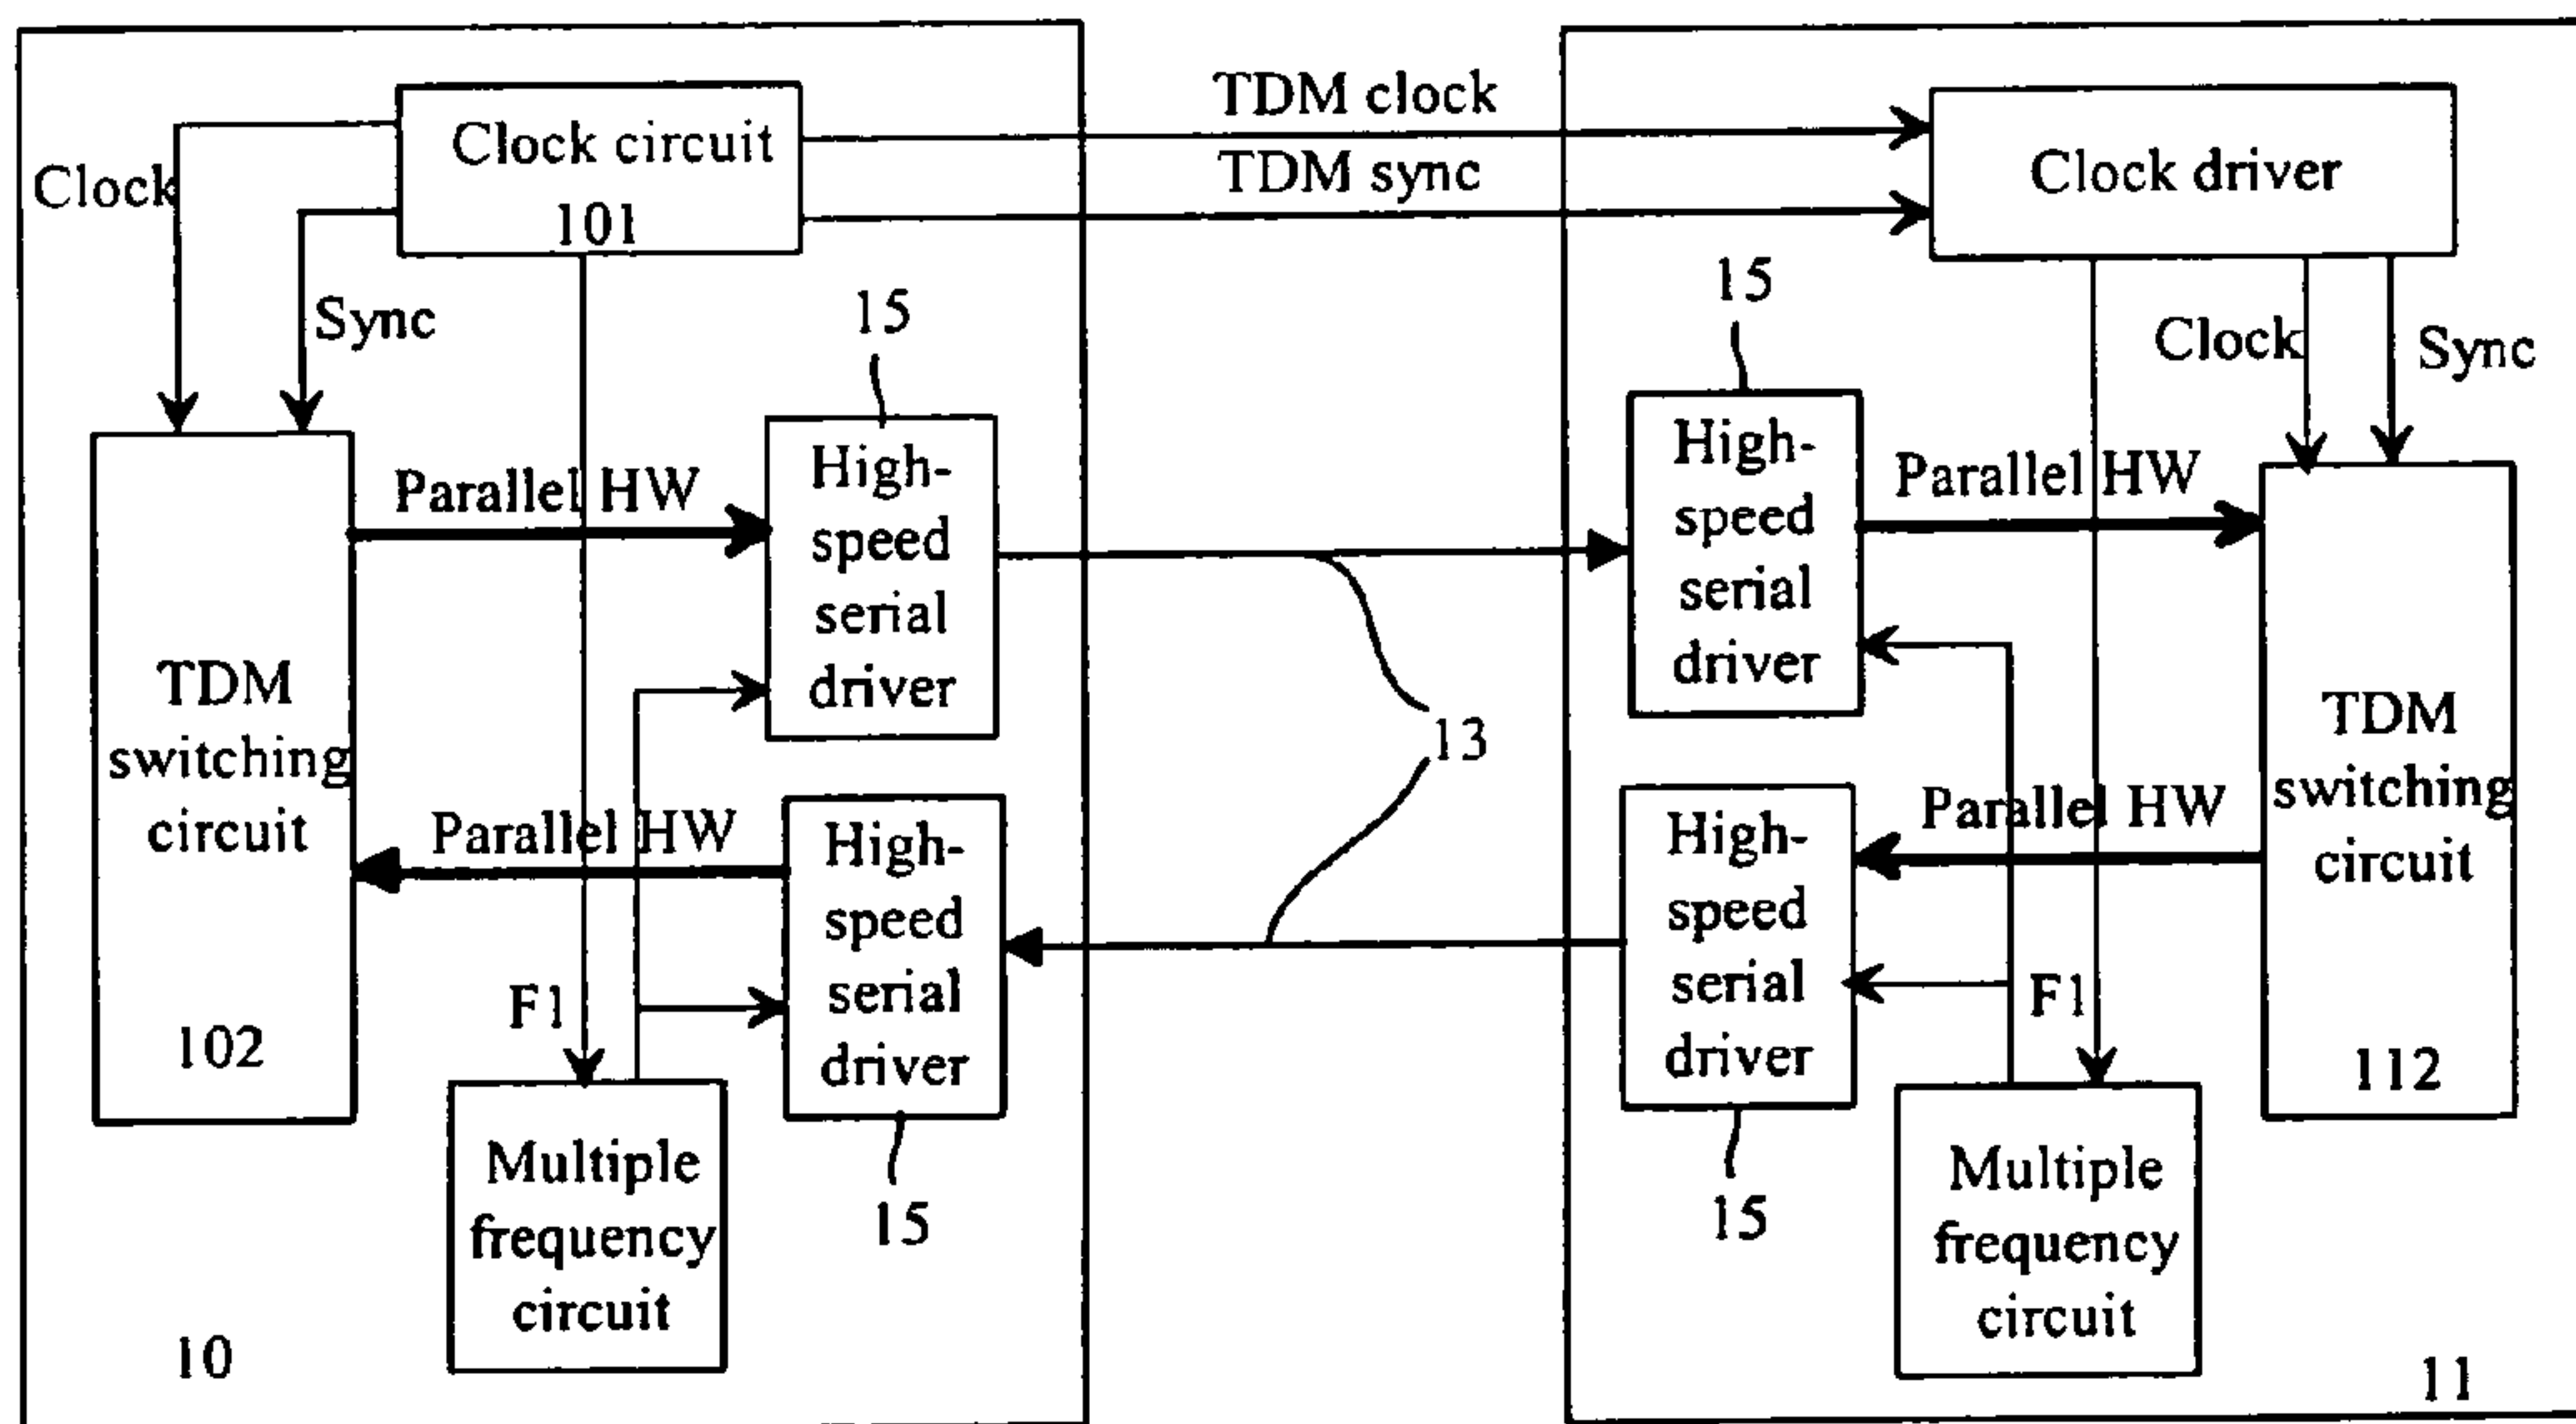 TDM clock
TDM sync
Clock circuit
101
Clock
Sync
Clock driver
Clock
Sync
15
15
Parallel HW
High-
speed
serial
driver
High-
speed
serial
driver
Parallel HW
TDM
switching
circuit
102
13
TDM
switching
circuit
112
Parallel HW
High-
speed
serial
driver
High-
speed
serial
driver
Parallel HW
F1
F1
15
15
Multiple
frequency
circuit
Multiple
frequency
circuit
10
11